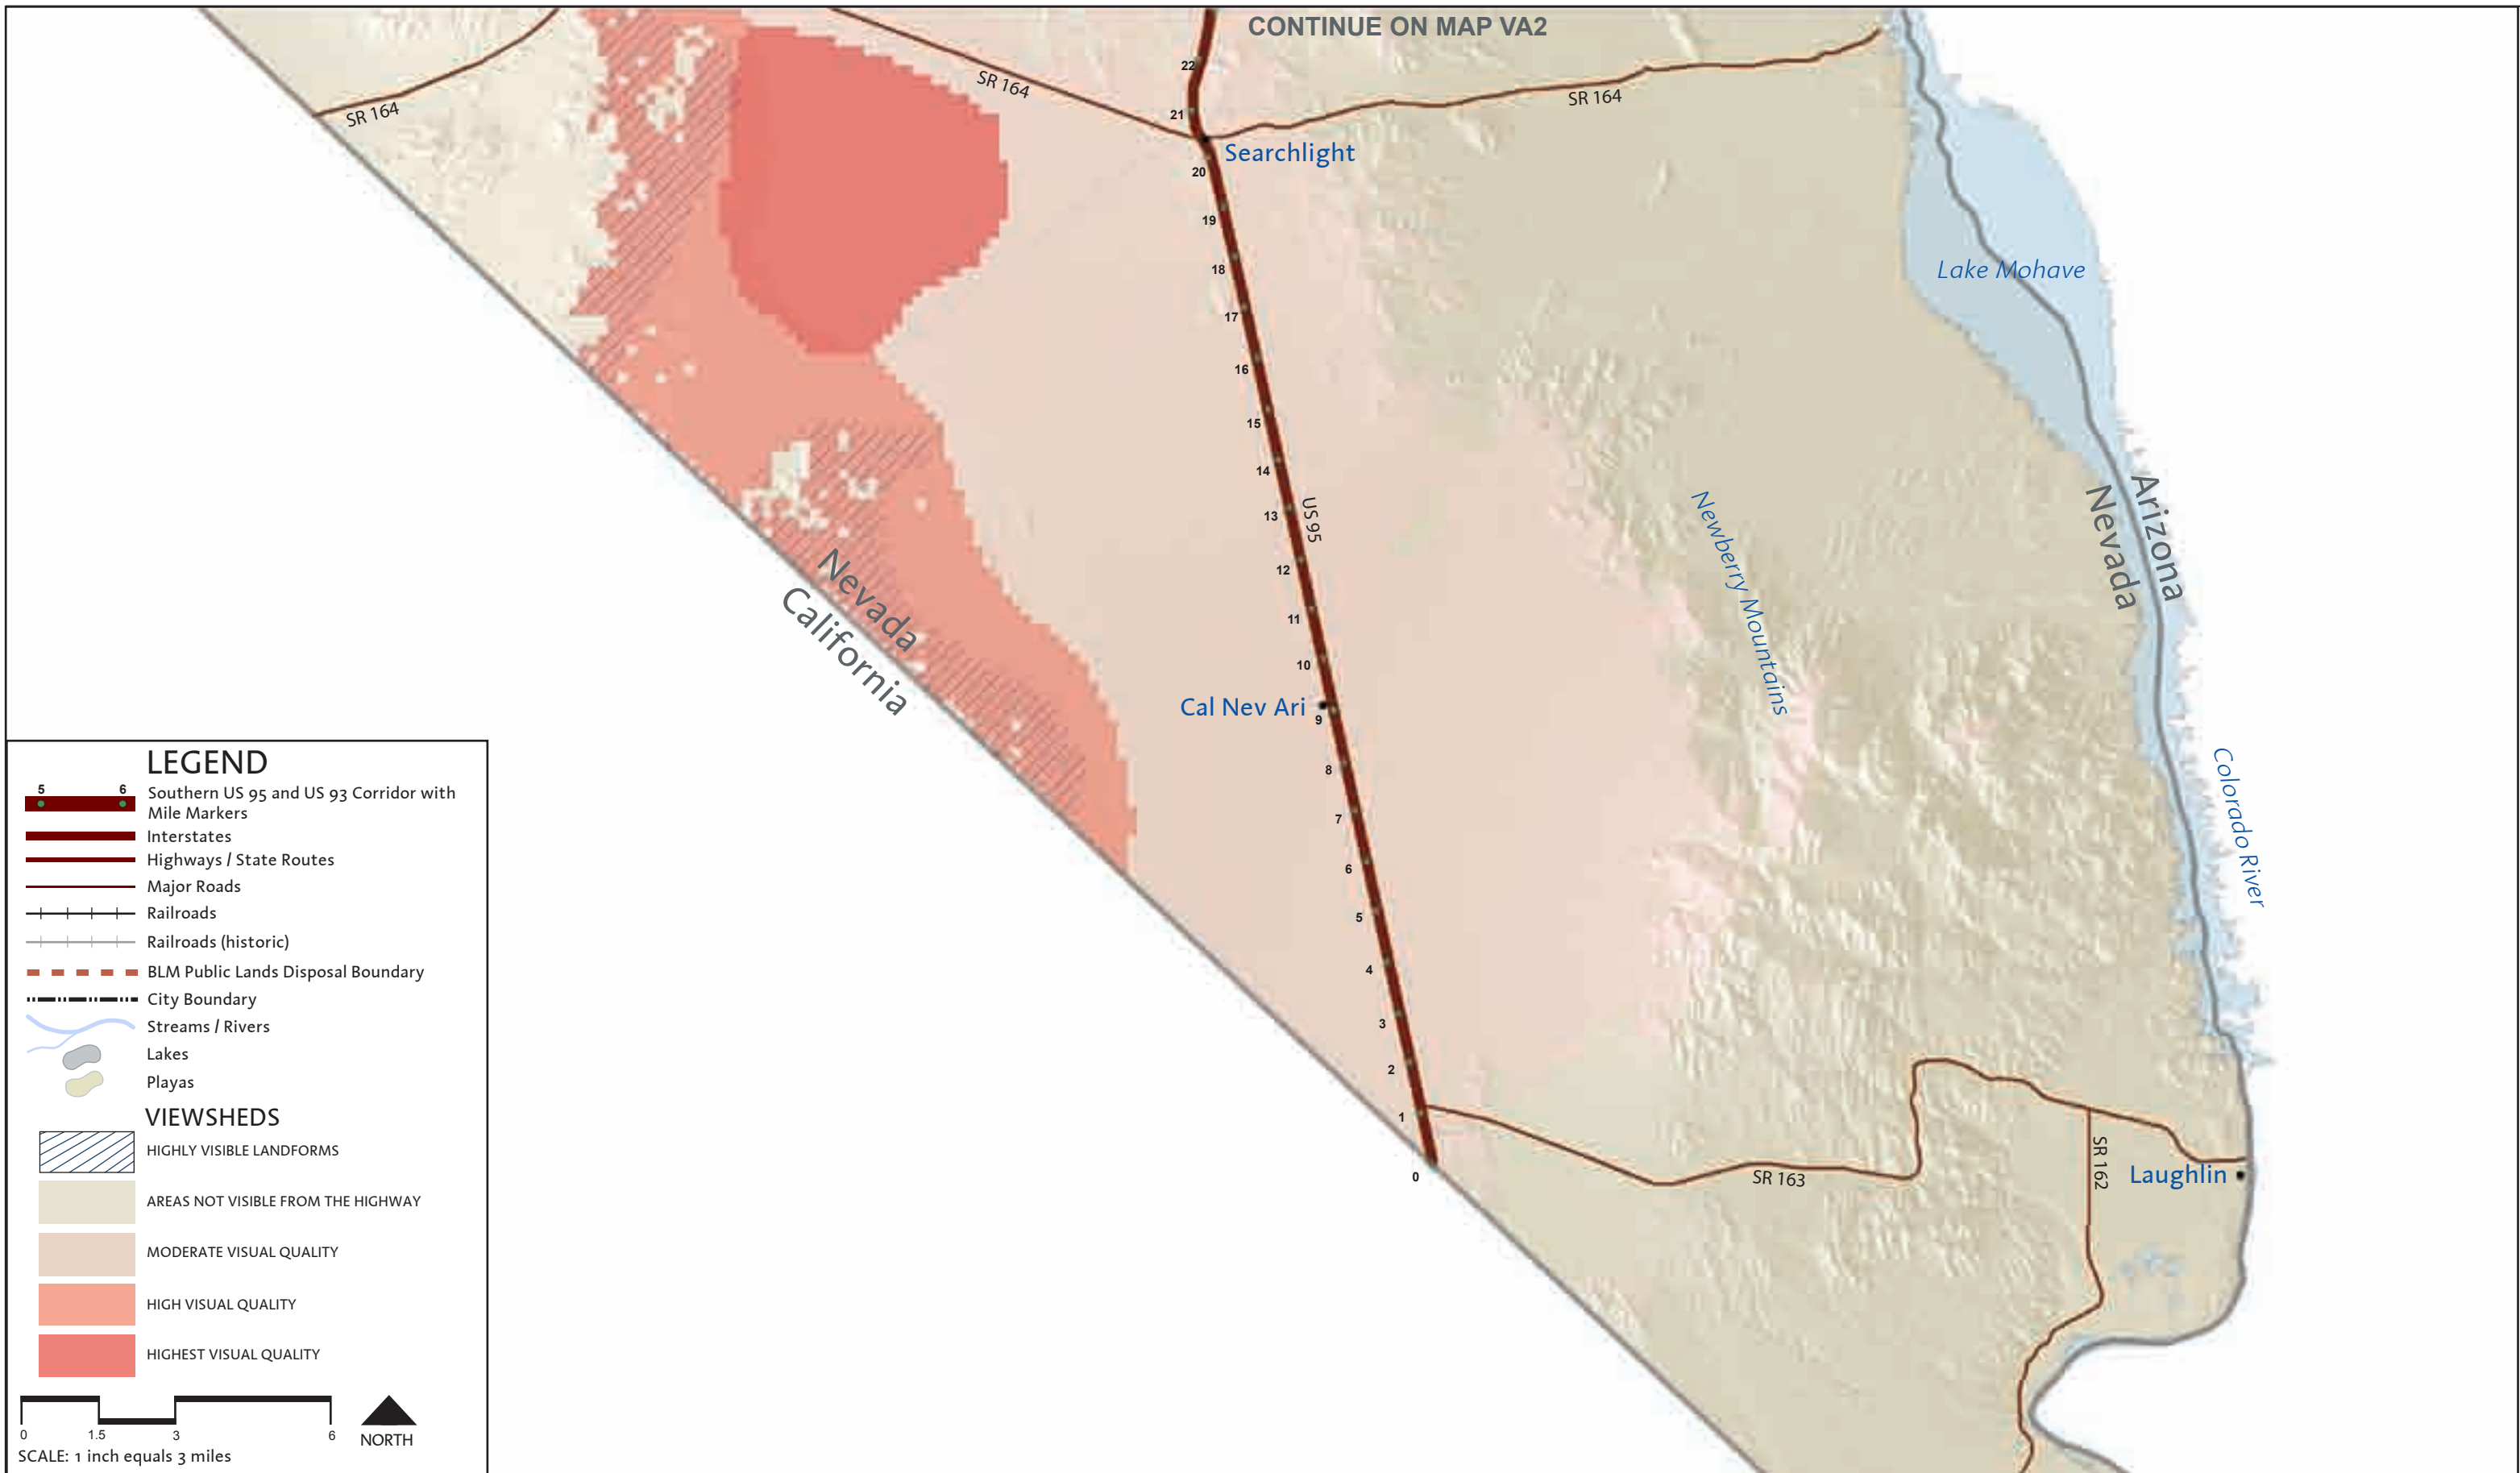 CONTINUE ON MAP VA2
22
SR 164
SR 164
SR 164
21
Searchlight
20
19
18
Lake Mohave
17
16
15
14
13
US 95
Newberry Mountains
Arizona
Nevada
12
Nevada
California
11
10
Cal Nev Ari
9
8
Colorado River
7
6
5
4
3
2
1
0
SR 163
SR 162
Laughlin
LEGEND
5 6
Southern US 95 and US 93 Corridor with
Mile Markers
Interstates
Highways / State Routes
Major Roads
Railroads
Railroads (historic)
BLM Public Lands Disposal Boundary
City Boundary
Streams / Rivers
Lakes
Playas
VIEWSHEDS
HIGHLY VISIBLE LANDFORMS
AREAS NOT VISIBLE FROM THE HIGHWAY
MODERATE VISUAL QUALITY
HIGH VISUAL QUALITY
HIGHEST VISUAL QUALITY
0 1.5 3 6
NORTH
SCALE: 1 inch equals 3 miles